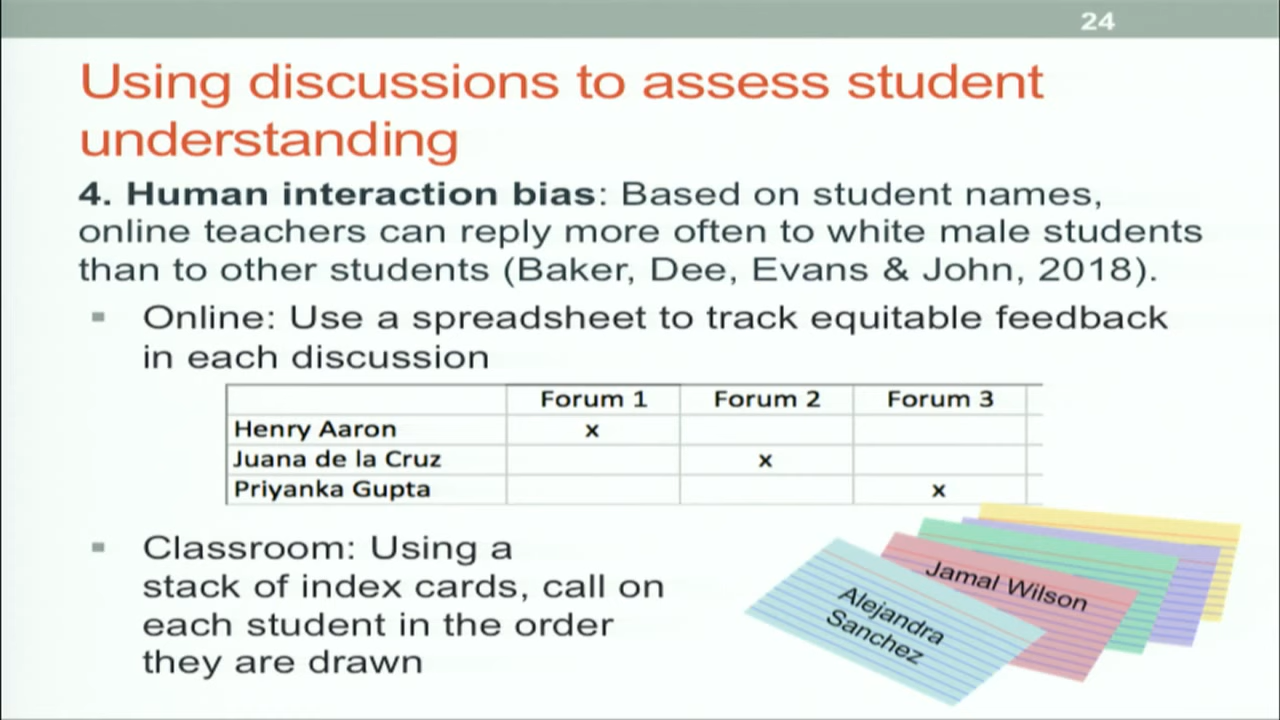 24
Using discussions to assess student
understanding
4. Human interaction bias: Based on student names,
online teachers can reply more often to white male students
than to other students (Baker, Dee, Evans & John, 2018).
Online: Use a spreadsheet to track equitable feedback
in each discussion
Forum 1 Forum 2 Forum 3
Henry Aaron x
Juana de la Cruz x
Priyanka Gupta x
Classroom: Using a
stack of index cards, call on
each student in the order
they are drawn
Jamal Wilson
Alejandra
Sanchez